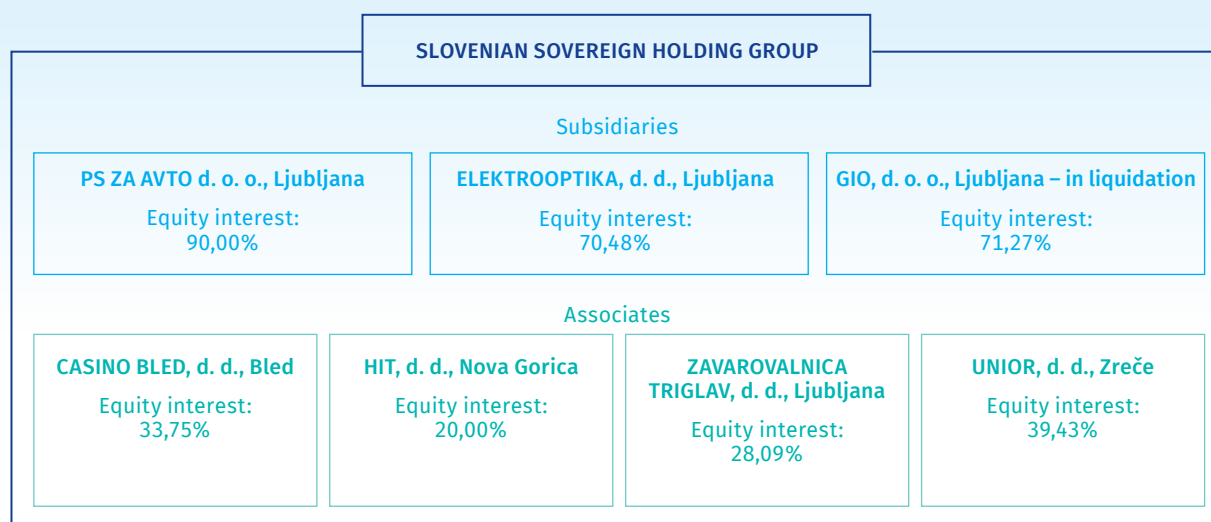 SLOVENIAN SOVEREIGN HOLDING GROUP
Subsidiaries
PS ZA AVTO d. o. o., Ljubljana
Equity interest:
90,00%
ELEKTROOPTIKA, d. d., Ljubljana
Equity interest:
70,48%
GIO, d. o. o., Ljubljana – in liquidation
Equity interest:
71,27%
Associates
CASINO BLED, d. d., Bled
Equity interest:
33,75%
HIT, d. d., Nova Gorica
Equity interest:
20,00%
ZAVAROVALNICA
TRIGLAV, d. d., Ljubljana
Equity interest:
28,09%
UNIOR, d. d., Zreče
Equity interest:
39,43%